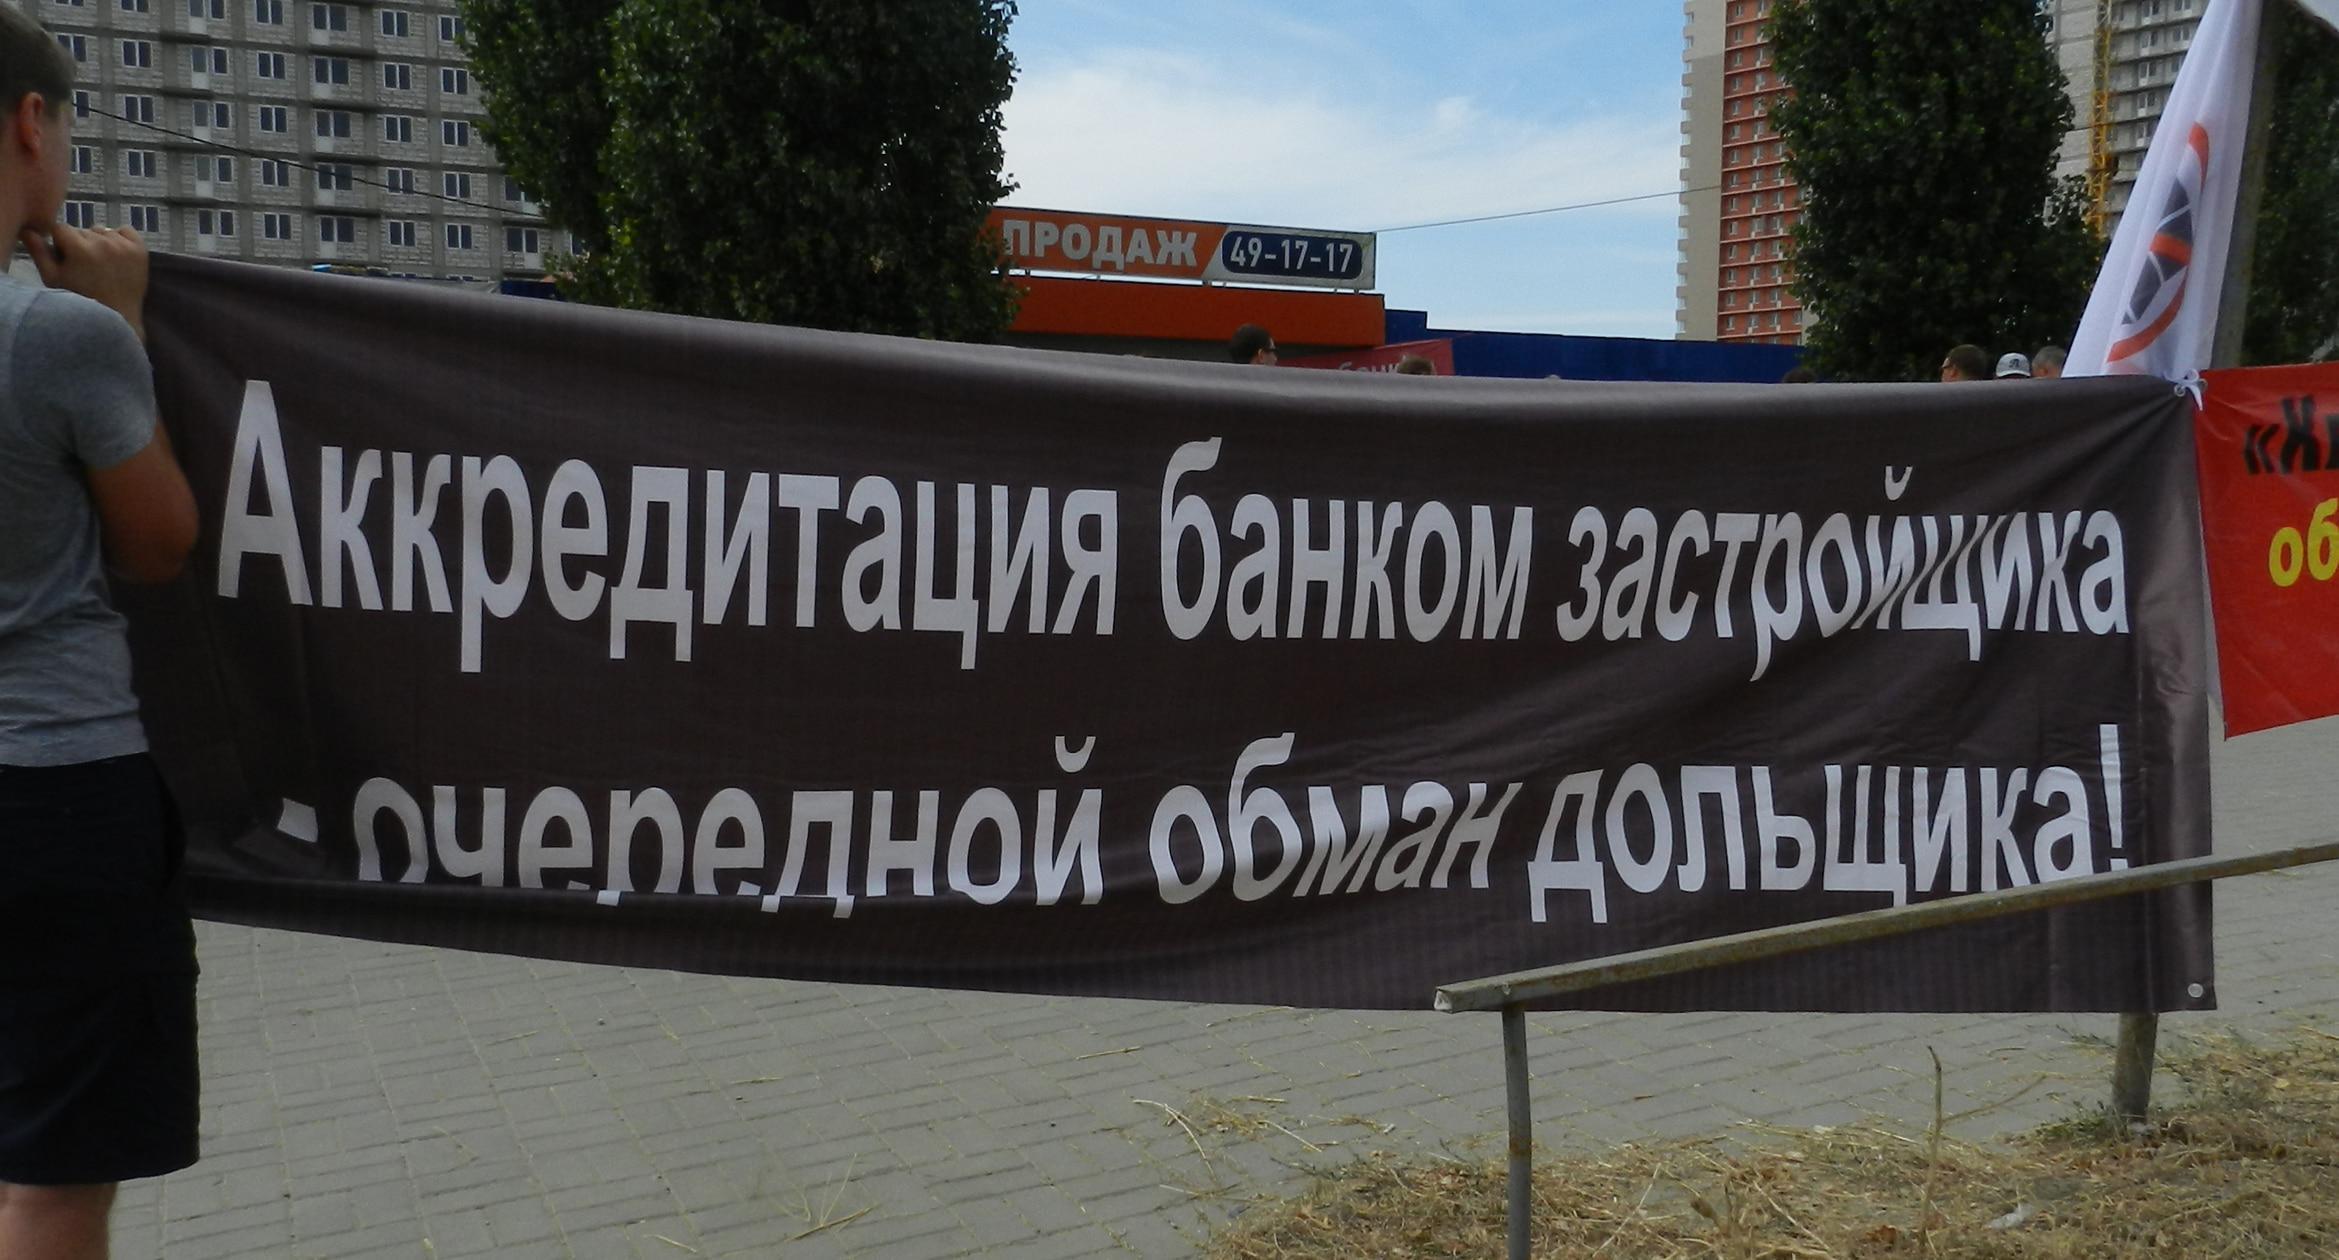 ПРОДАЖ 49-17-17
Аккредитация банком застройщика
- очередной обман дольщика!